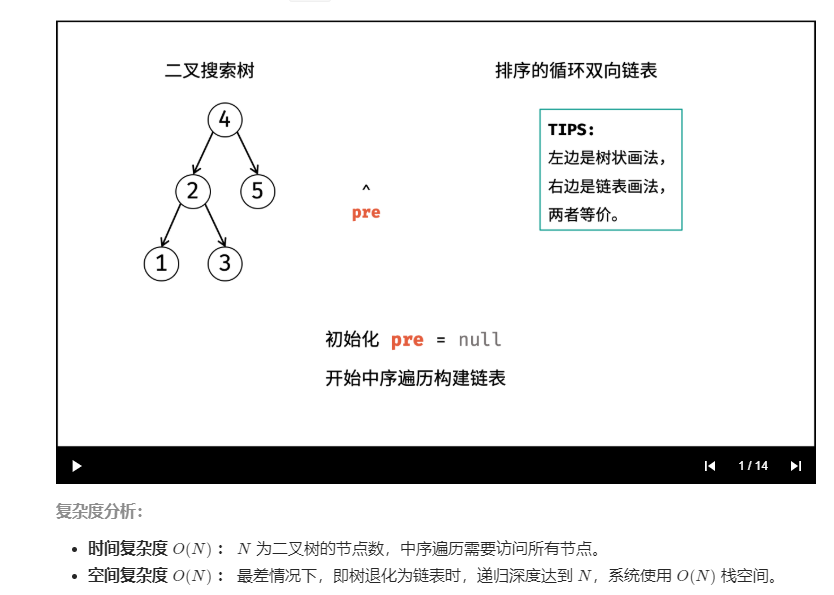 二叉搜索树
排序的循环双向链表
4
2
5
1
3
^
pre
TIPS:
左边是树状画法，
右边是链表画法，
两者等价。
初始化 pre = null
开始中序遍历构建链表
1 / 14
复杂度分析：
• 时间复杂度 O(N)： N 为二叉树的节点数，中序遍历需要访问所有节点。
• 空间复杂度 O(N)： 最差情况下，即树退化为链表时，递归深度达到 N，系统使用 O(N) 栈空间。